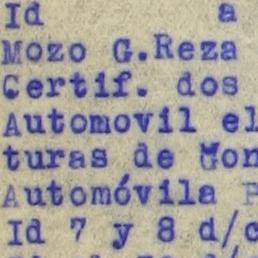 Id a
Mozo G.Reza
Certif. dos
Automovil el
turas de Mon
Automóvila
Id 7 y 8 d/c